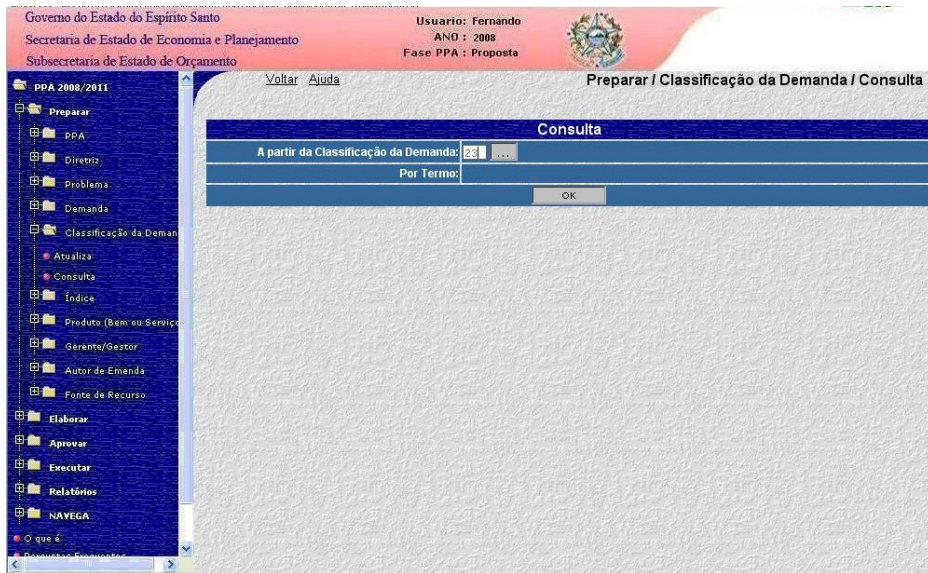 Governo do Estado do Espírito Santo
Secretaria de Estado de Economia e Planejamento
Subsecretaria de Estado de Orçamento
Usuario: Fernando
ANO : 2008
Fase PPA : Proposta
PPA 2008/2011
Preparar
PPA
Diretriz
Problema
Demanda
Classificação da Deman
Atualiza
Consulta
Índice
Produto (Bem ou Serviço
Gerente/Gestor
Autor de Emenda
Fonte de Recurso
Elaborar
Aprovar
Executar
Relatórios
NAVEGA
O que é
Perguntas Frequentes
Voltar Ajuda
Preparar / Classificação da Demanda / Consulta
Consulta
A partir da Classificação da Demanda: 23 ...
Por Termo:
OK